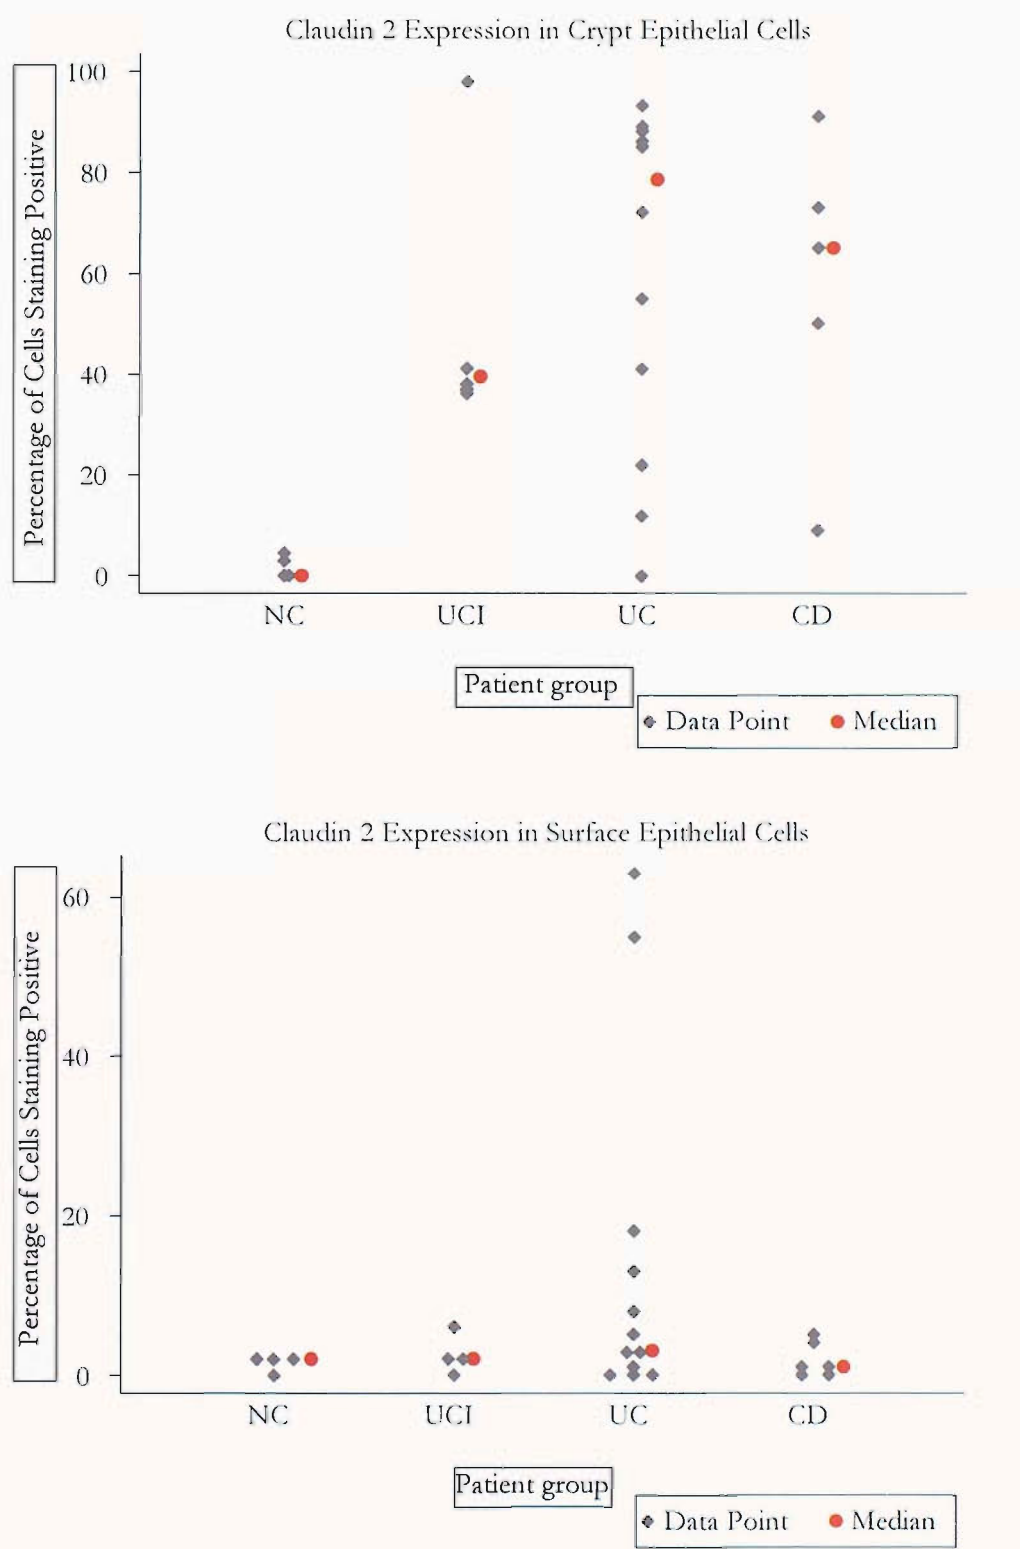 Claudin 2 Expression in Crypt Epithelial Cells
Percentage of Cells Staining Positive
100
80
60
40
20
0
NC UCI UC CD
Patient group
Data Point Median
Claudin 2 Expression in Surface Epithelial Cells
Percentage of Cells Staining Positive
60
40
20
0
NC UCI UC CD
Patient group
Data Point Median